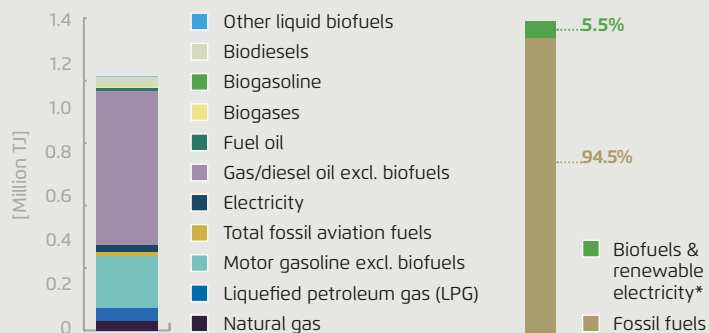 [Million TJ]
1.4
1.2
1.0
0.8
0.6
0.4
0.2
0
Other liquid biofuels
Biodiesels
Biogasoline
Biogases
Fuel oil
Gas/diesel oil excl. biofuels
Electricity
Total fossil aviation fuels
Motor gasoline excl. biofuels
Liquefied petroleum gas (LPG)
Natural gas
5.5%
94.5%
Biofuels &
renewable
electricity*
Fossil fuels